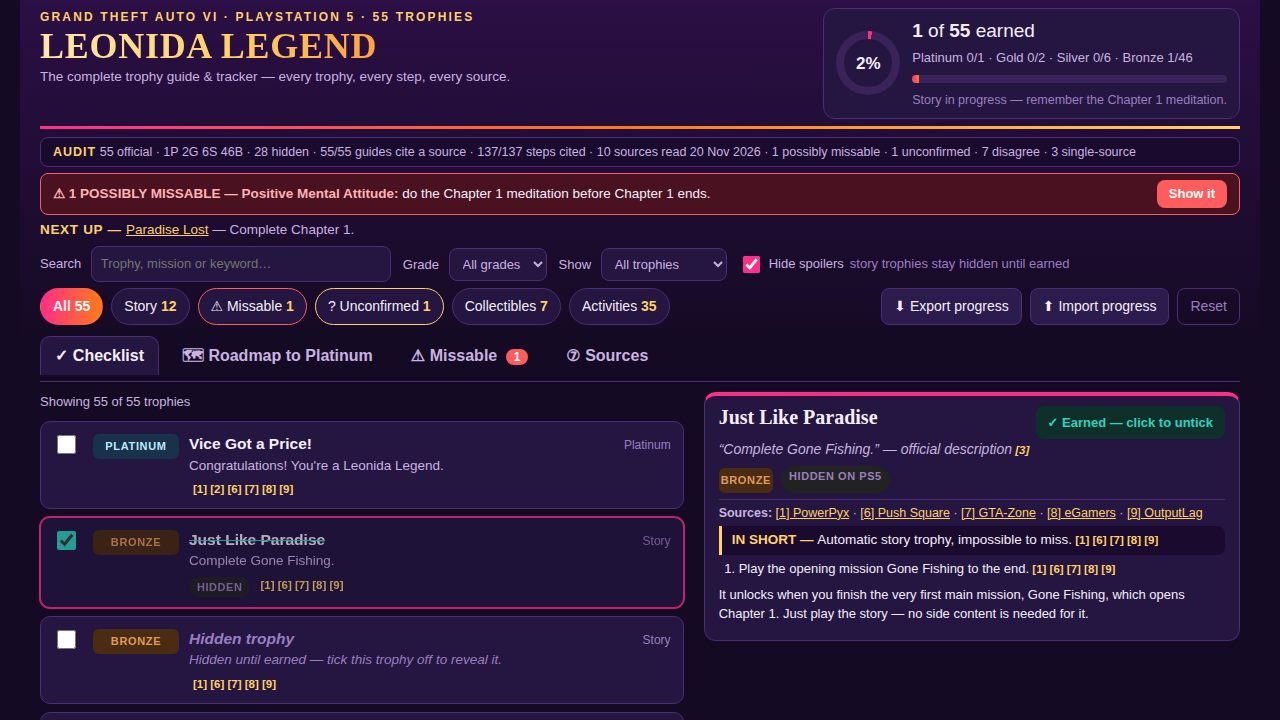 GRAND THEFT AUTO VI · PLAYSTATION 5 · 55 TROPHIES
LEONIDA LEGEND
The complete trophy guide & tracker — every trophy, every step, every source.
2%
1 of 55 earned
Platinum 0/1 · Gold 0/2 · Silver 0/6 · Bronze 1/46
Story in progress — remember the Chapter 1 meditation.
AUDIT 55 official · 1P 2G 6S 46B · 28 hidden · 55/55 guides cite a source · 137/137 steps cited · 10 sources read 20 Nov 2026 · 1 possibly missable · 1 unconfirmed · 7 disagree · 3 single-source
⚠ 1 POSSIBLY MISSABLE — Positive Mental Attitude: do the Chapter 1 meditation before Chapter 1 ends.
Show it
NEXT UP — Paradise Lost — Complete Chapter 1.
Search Trophy, mission or keyword… Grade All grades Show All trophies Hide spoilers story trophies stay hidden until earned
All 55 Story 12 ⚠ Missable 1 ? Unconfirmed 1 Collectibles 7 Activities 35 ⬇ Export progress ⬆ Import progress Reset
✓ Checklist 🗺 Roadmap to Platinum ⚠ Missable 1 ⑦ Sources
Showing 55 of 55 trophies
PLATINUM Vice Got a Price! Platinum
Congratulations! You're a Leonida Legend.
[1] [2] [6] [7] [8] [9]
BRONZE Just Like Paradise Story
Complete Gone Fishing.
HIDDEN [1] [6] [7] [8] [9]
BRONZE Hidden trophy Story
Hidden until earned — tick this trophy off to reveal it.
[1] [6] [7] [8] [9]
Just Like Paradise
✓ Earned — click to untick
“Complete Gone Fishing.” — official description [3]
BRONZE HIDDEN ON PS5
Sources: [1] PowerPyx · [6] Push Square · [7] GTA-Zone · [8] eGamers · [9] OutputLag
IN SHORT — Automatic story trophy, impossible to miss. [1] [6] [7] [8] [9]
1. Play the opening mission Gone Fishing to the end. [1] [6] [7] [8] [9]
It unlocks when you finish the very first main mission, Gone Fishing, which opens
Chapter 1. Just play the story — no side content is needed for it.